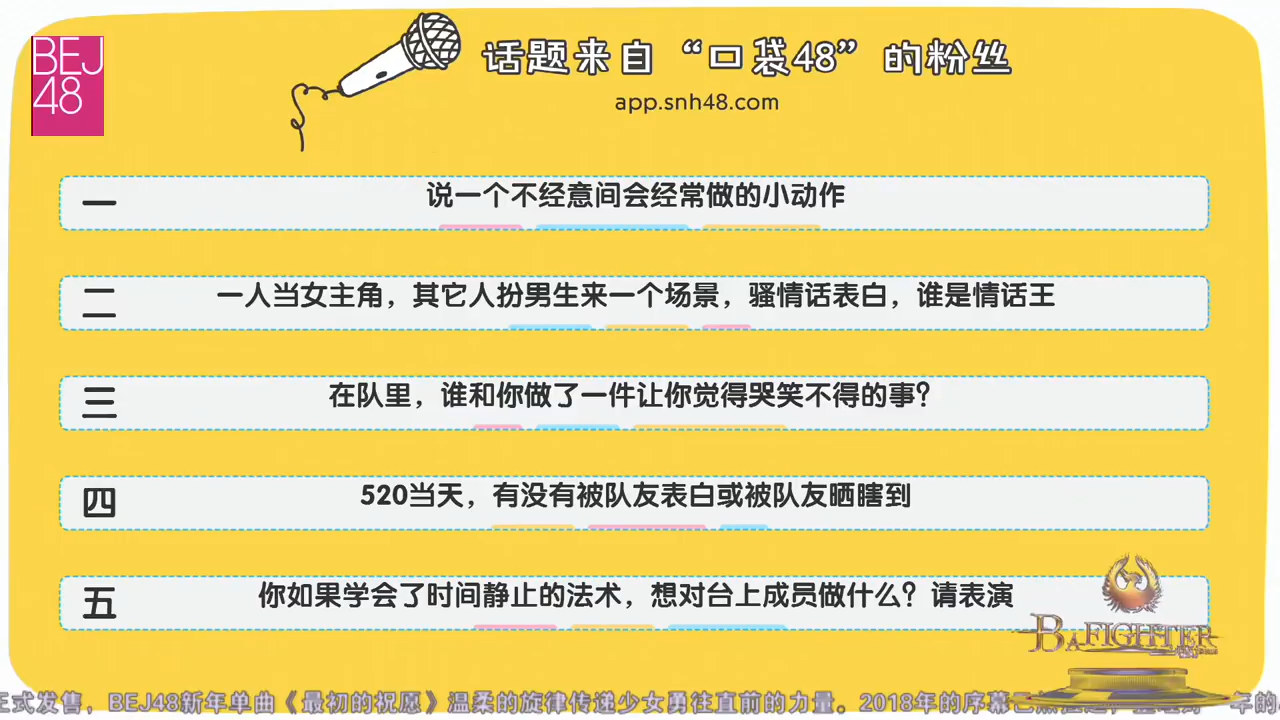 BEJ
48
话题来自“口袋48”的粉丝
app.snh48.com
一 说一个不经意间会经常做的小动作
二 一人当女主角，其它人扮男生来一个场景，骚情话表白，谁是情话王
三 在队里，谁和你做了一件让你觉得哭笑不得的事？
四 520当天，有没有被队友表白或被队友晒瞎到
五 你如果学会了时间静止的法术，想对台上成员做什么？请表演
BAFIGHTER
正式发售，BEJ48新年单曲《最初的祝愿》温柔的旋律传递少女勇往直前的力量。2018年的序幕已